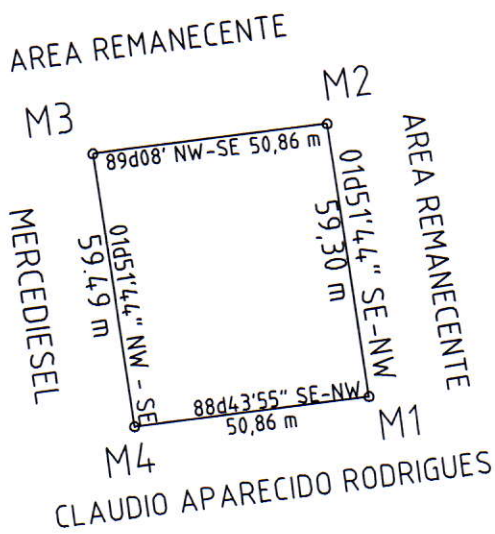 AREA REMANECENTE
M3
M2
89d08' NW-SE 50,86 m
AREA REMANECENTE
01d51'44" SE-NW
59,30 m
MERCEDIESEL
01d51'44" NW - SE
59.49 m
88d43'55" SE-NW
50,86 m
M1
M4
CLAUDIO APARECIDO RODRIGUES